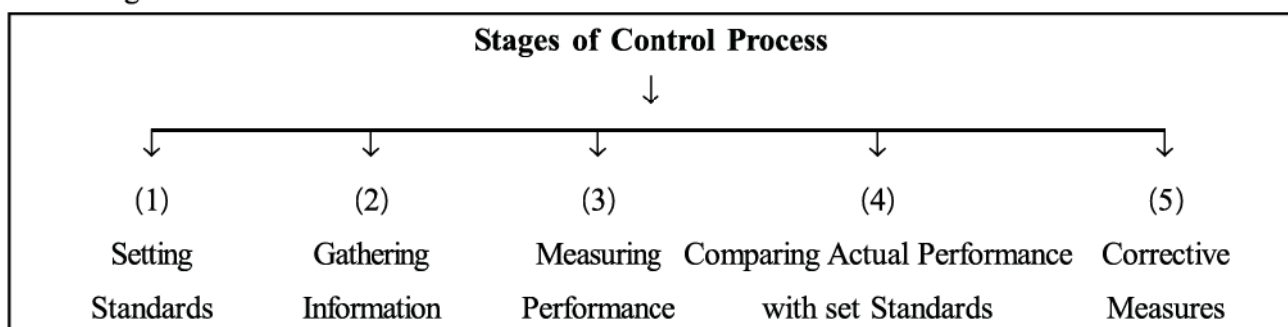 Stages of Control Process
↓
↓ ↓ ↓ ↓ ↓
(1) (2) (3) (4) (5)
Setting Gathering Measuring Comparing Actual Performance Corrective
Standards Information Performance with set Standards Measures